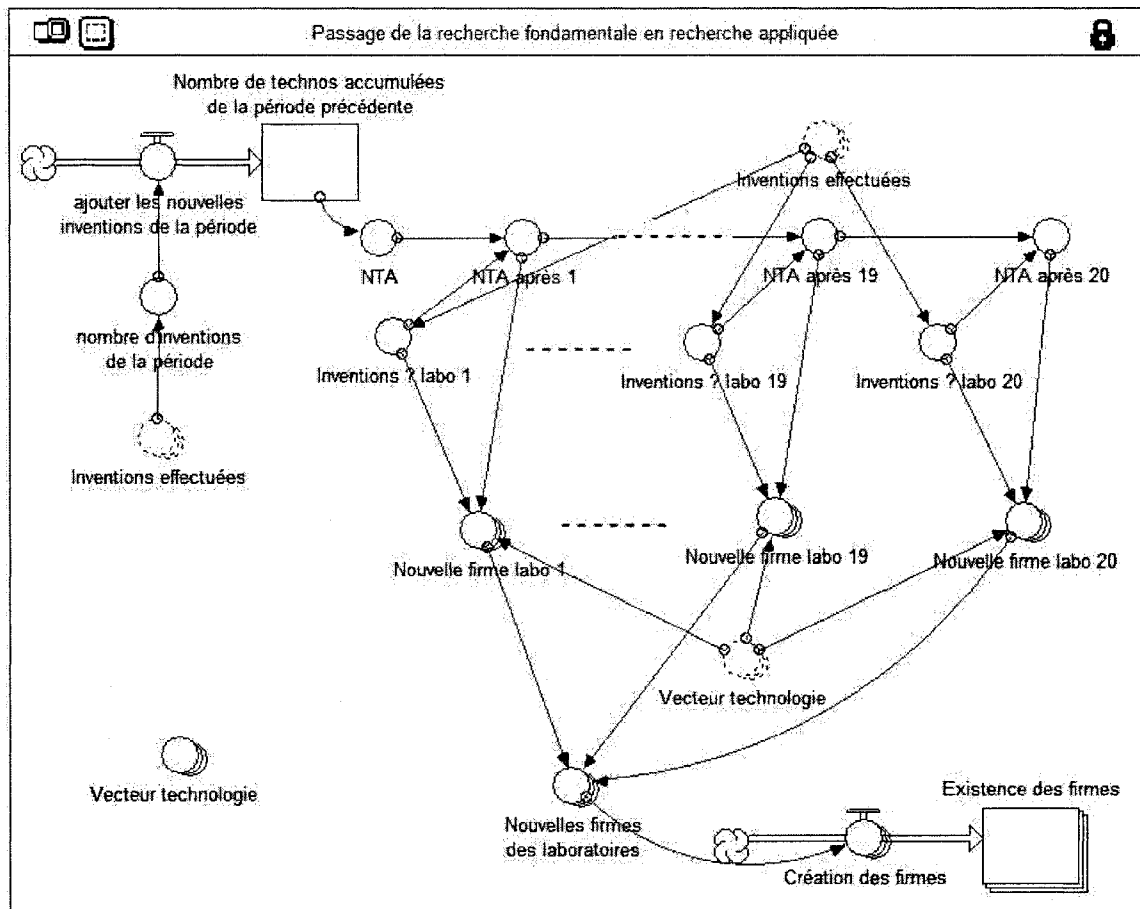 Passage de la recherche fondamentale en recherche appliquée
Nombre de technos accumulées
de la période précédente
Inventions effectuées
ajouter les nouvelles
inventions de la période
NTA
NTA après 1
NTA après 19
NTA après 20
nombre d'inventions
de la période
Inventions ? labo 1
Inventions ? labo 19
Inventions ? labo 20
Inventions effectuées
Nouvelle firme labo 1
Nouvelle firme labo 19
Nouvelle firme labo 20
Vecteur technologie
Vecteur technologie
Existence des firmes
Nouvelles firmes
des laboratoires
Création des firmes